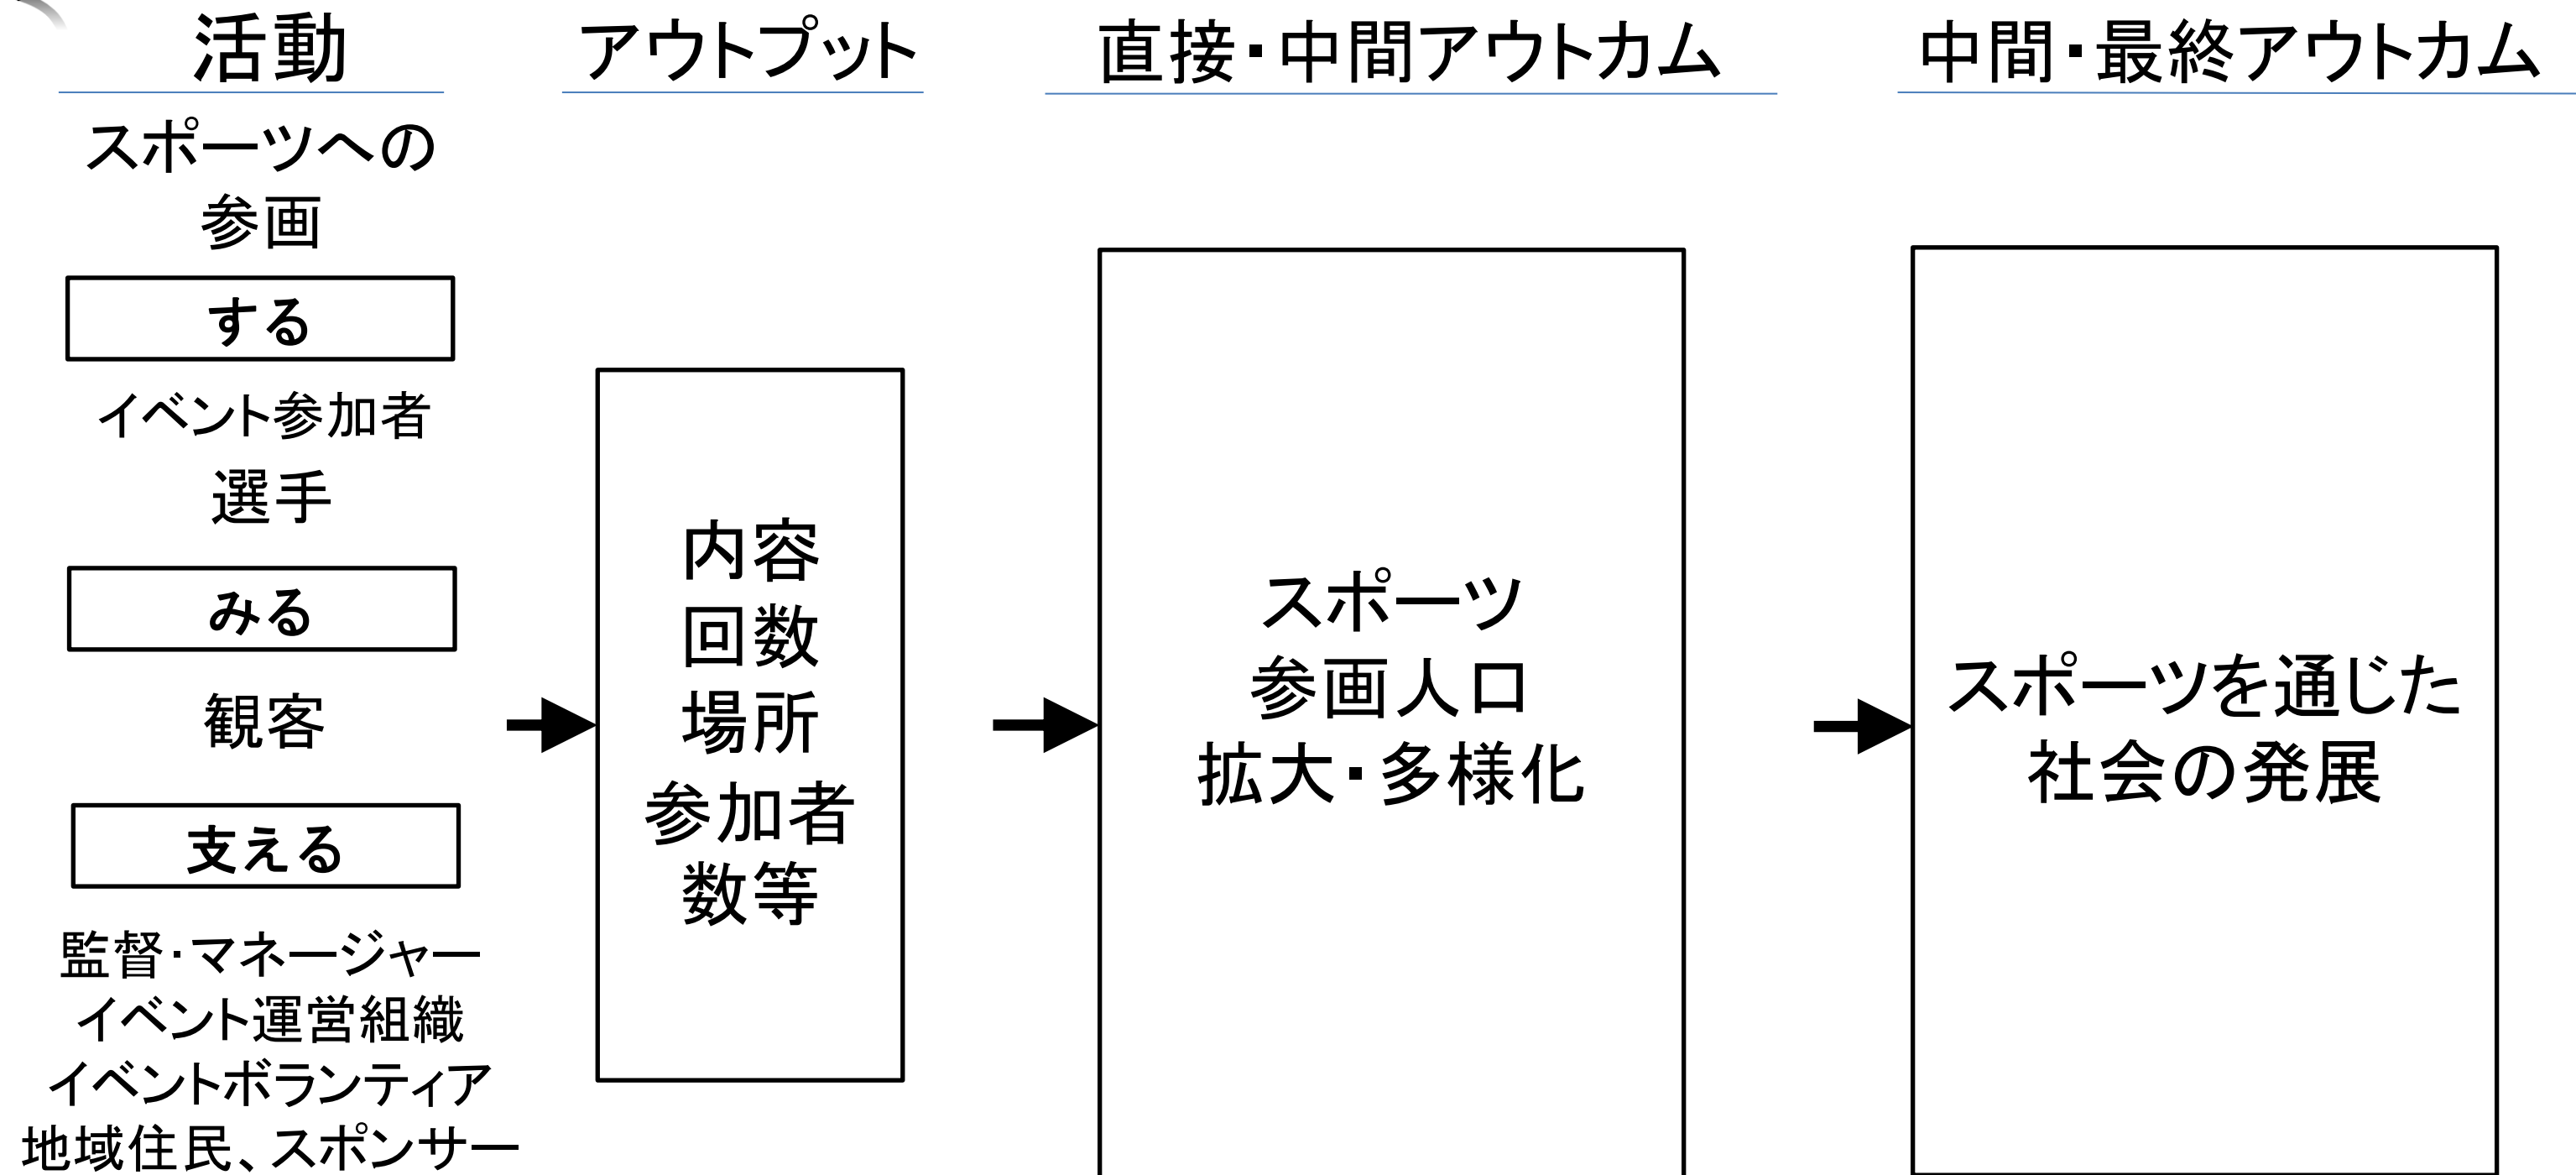 活動
スポーツへの
参画
する
イベント参加者
選手
みる
観客
支える
監督・マネージャー
イベント運営組織
イベントボランティア
地域住民、スポンサー
アウトプット
内容
回数
場所
参加者
数等
直接・中間アウトカム
スポーツ
参画人口
拡大・多様化
中間・最終アウトカム
スポーツを通じた
社会の発展